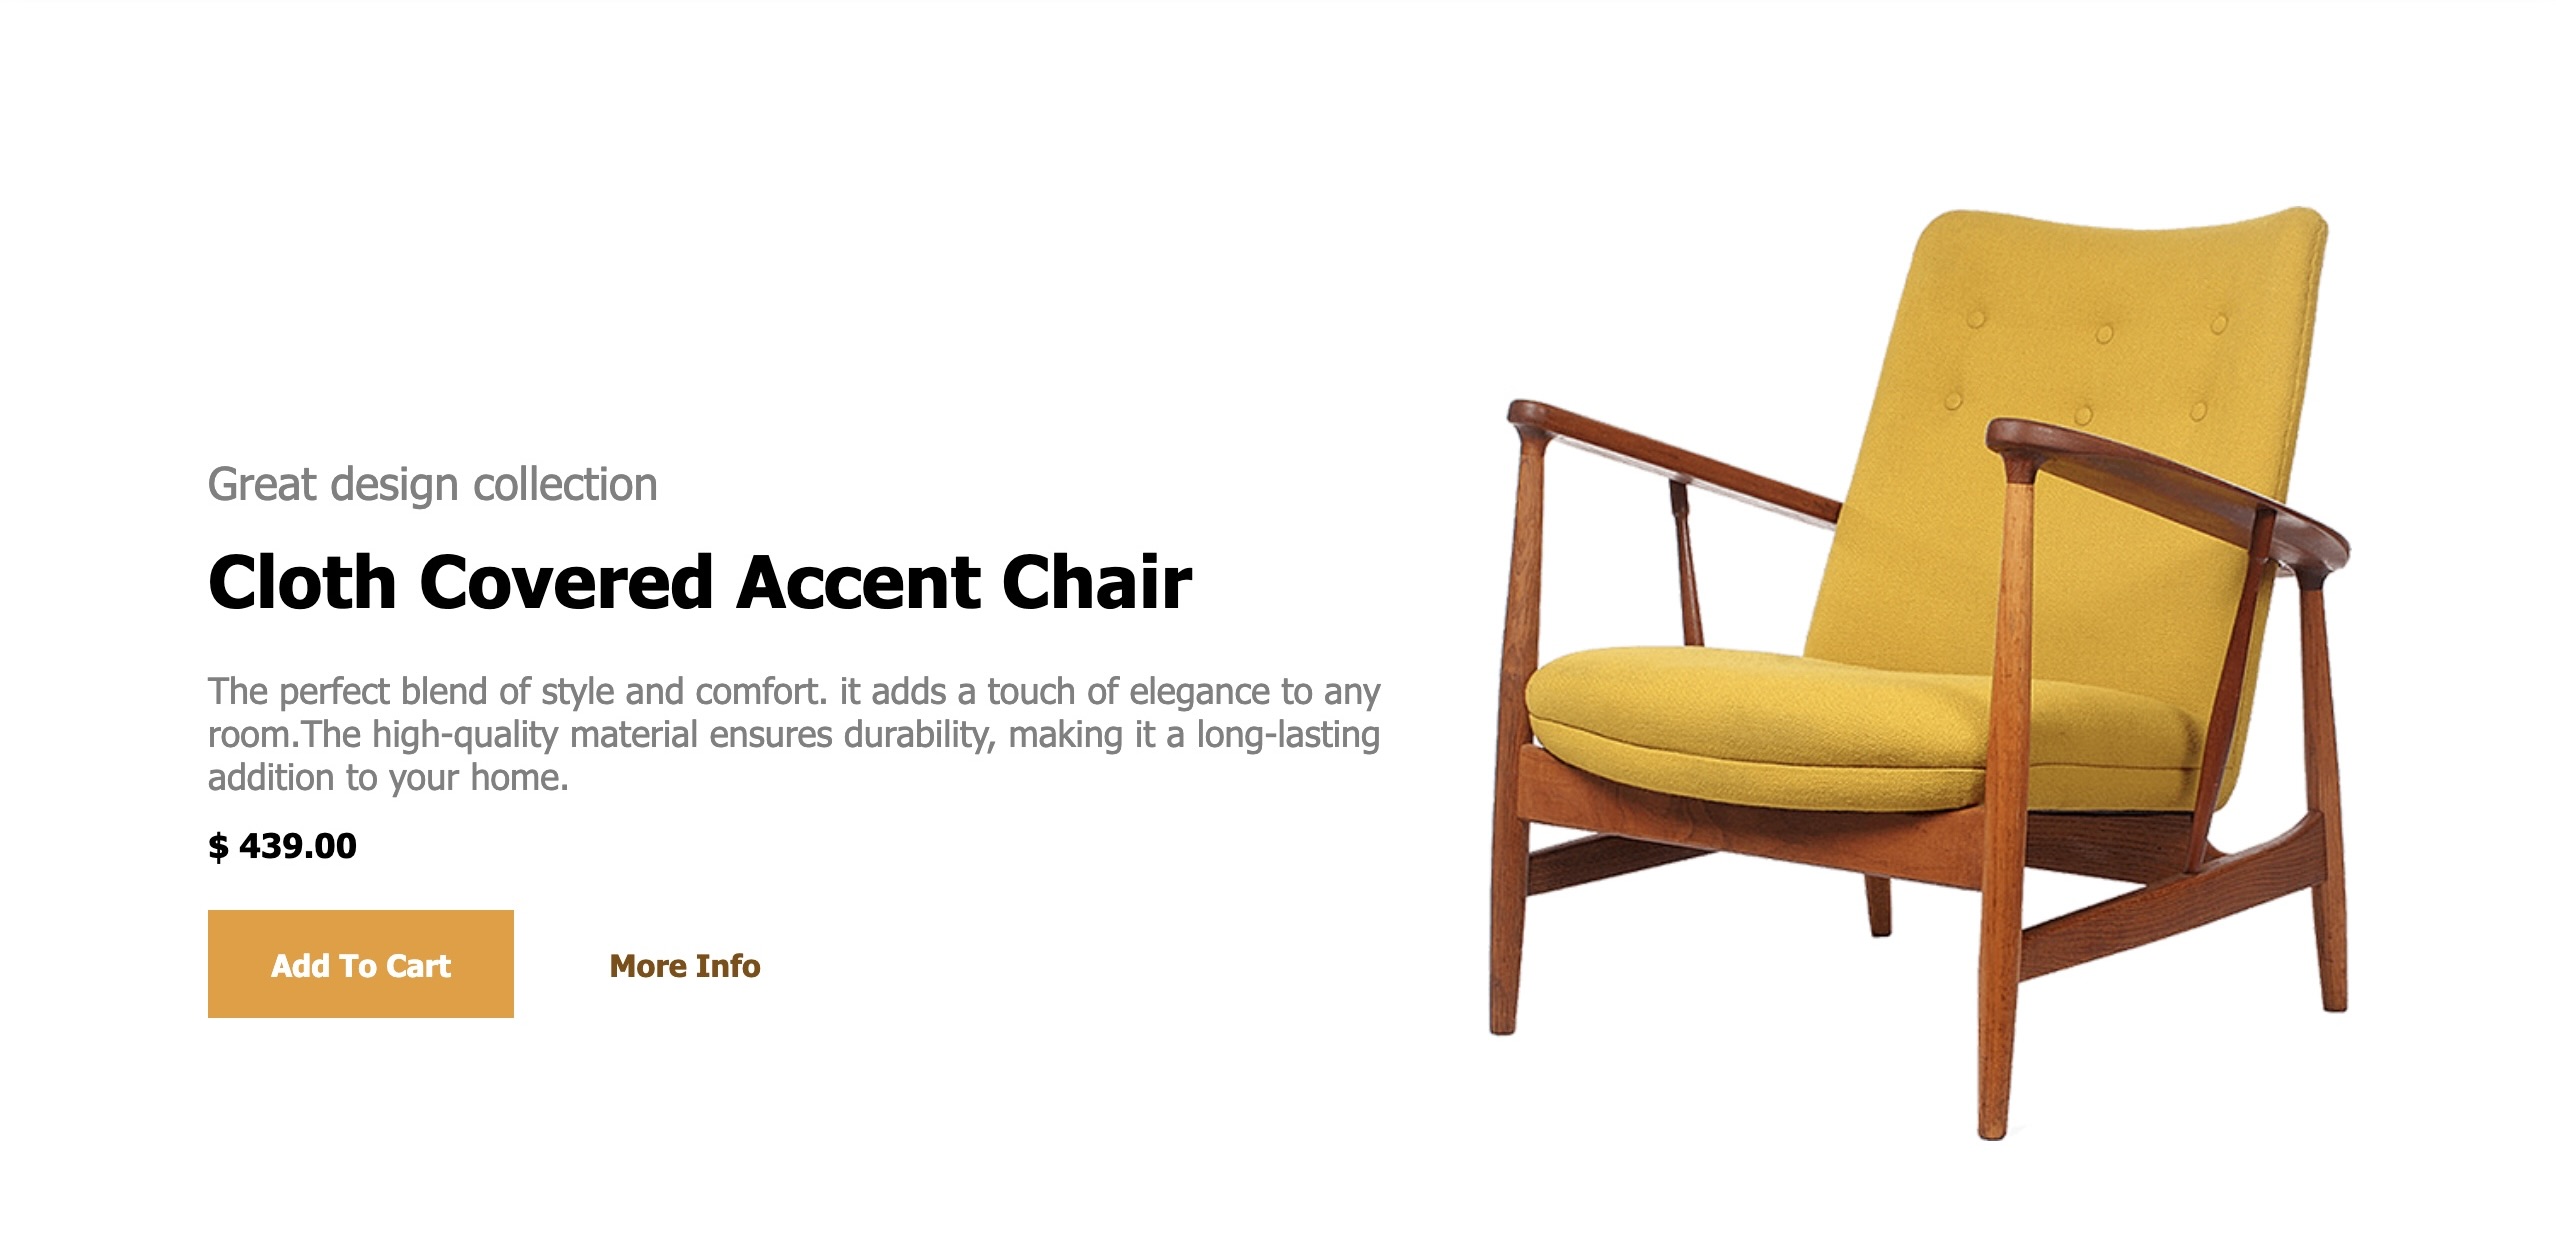 Great design collection
Cloth Covered Accent Chair
The perfect blend of style and comfort. it adds a touch of elegance to any
room.The high-quality material ensures durability, making it a long-lasting
addition to your home.
$ 439.00
Add To Cart
More Info